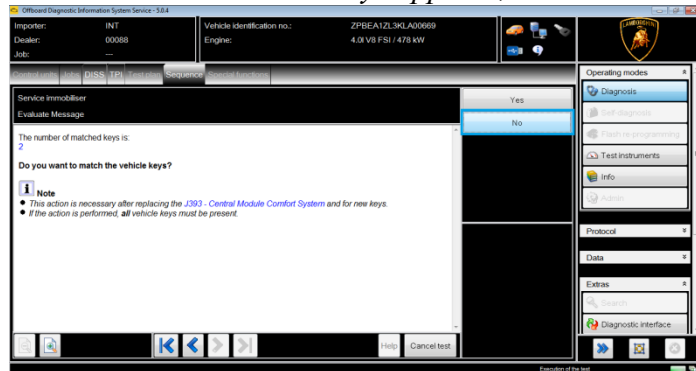 Offboard Diagnostic Information System Service - 5.0.4
Importer: INT
Dealer: 00088
Job: ---
Vehicle identification no.: ZPBEA1ZL3KLA00669
Engine: 4.0l V8 FSI / 478 kW
LAMBORGHINI
Control units Jobs DISS TPI Test plan Sequence Special functions
Service immobiliser
Evaluate Message
The number of matched keys is:
2
Do you want to match the vehicle keys?
i Note
• This action is necessary after replacing the J393 - Central Module Comfort System and for new keys.
• If the action is performed, all vehicle keys must be present.
Yes
No
Help
Cancel test
Operating modes
Diagnosis
Self-diagnosis
Flash re-programming
Test instruments
Info
Admin
Protocol
Data
Extras
Search
Diagnostic interface
Execution of the test